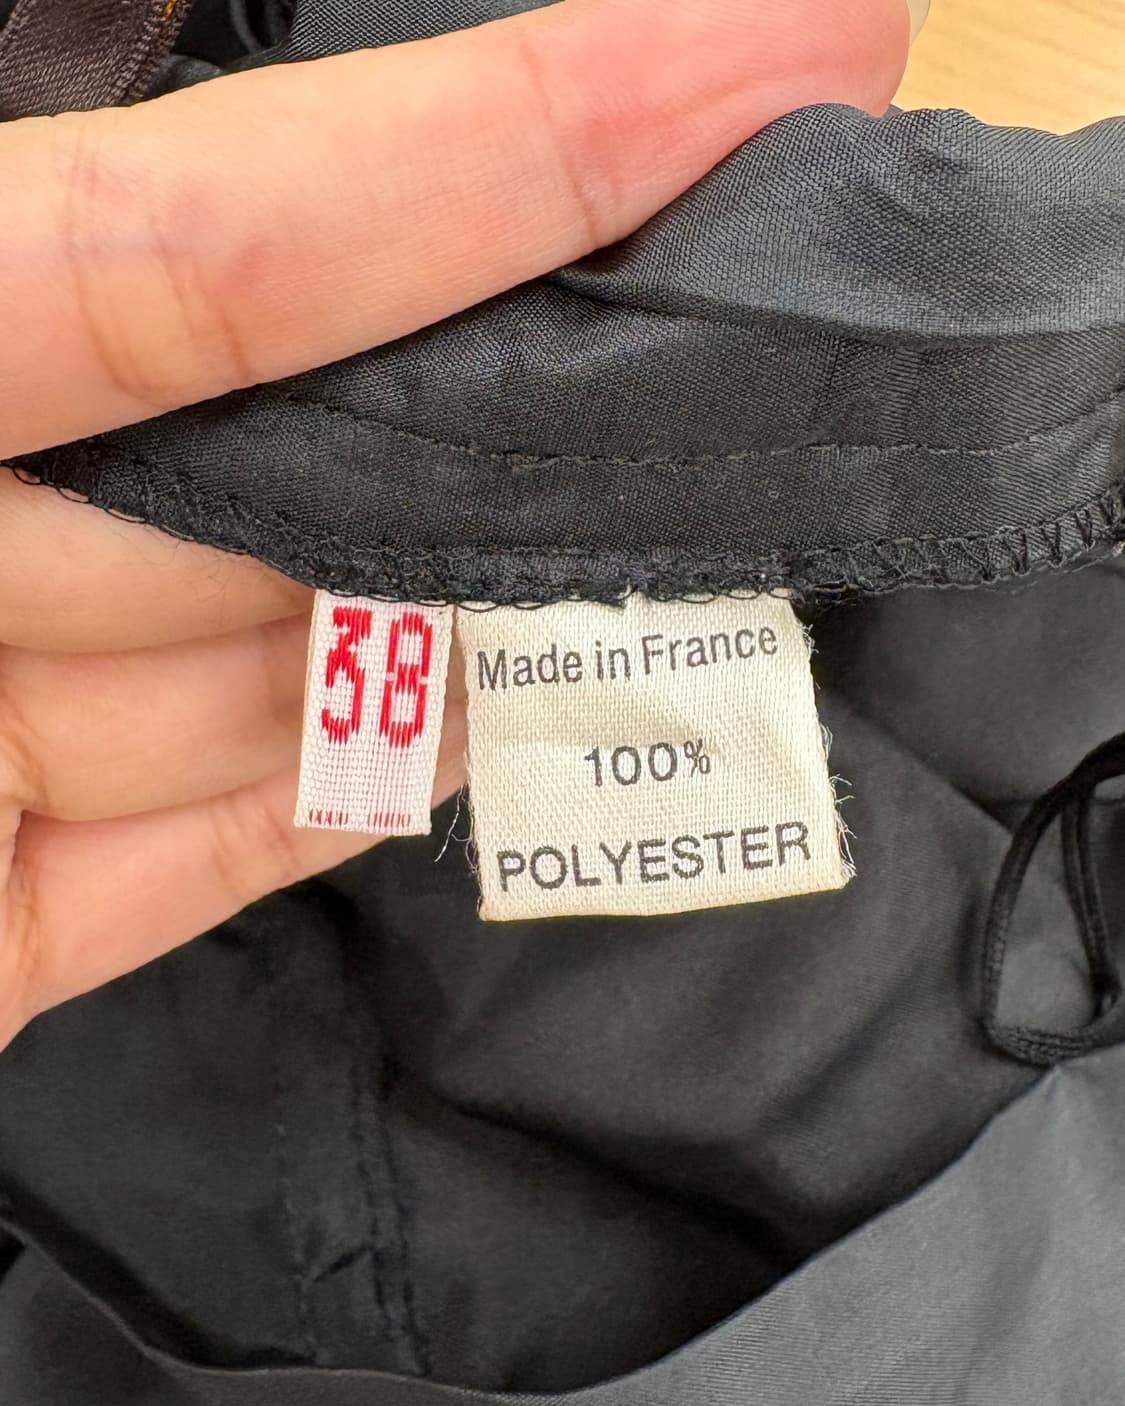 38
Made in France
100%
POLYESTER